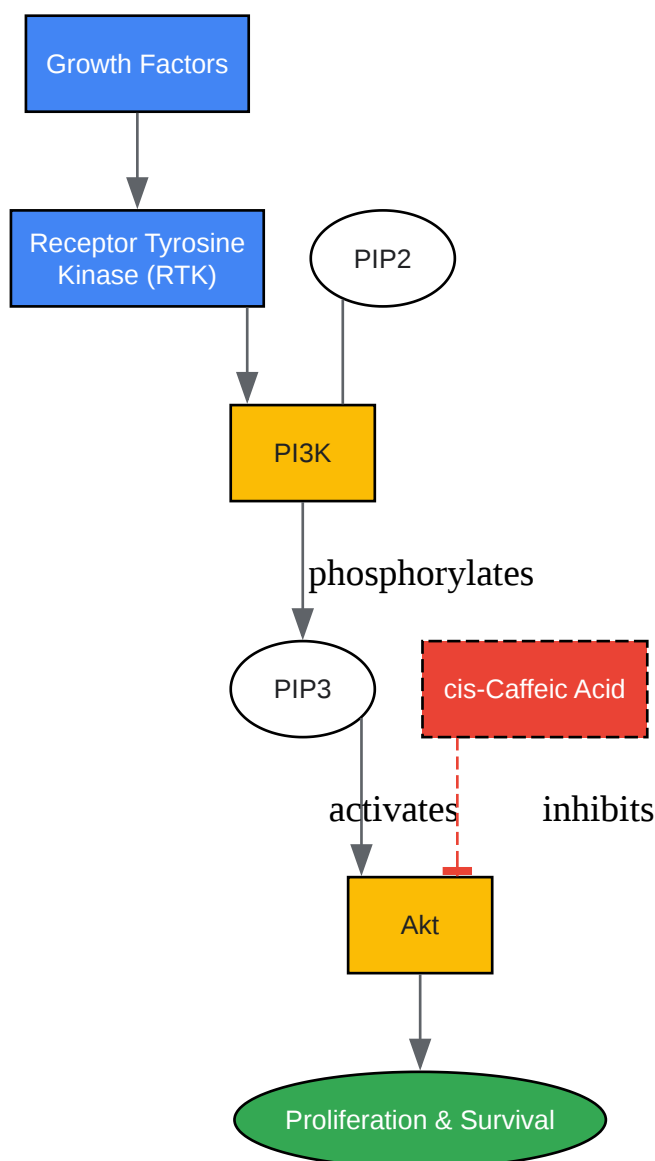 Growth Factors
Receptor Tyrosine
Kinase (RTK)
PIP2
PI3K
phosphorylates
PIP3
cis-Caffeic Acid
activates
inhibits
Akt
Proliferation & Survival